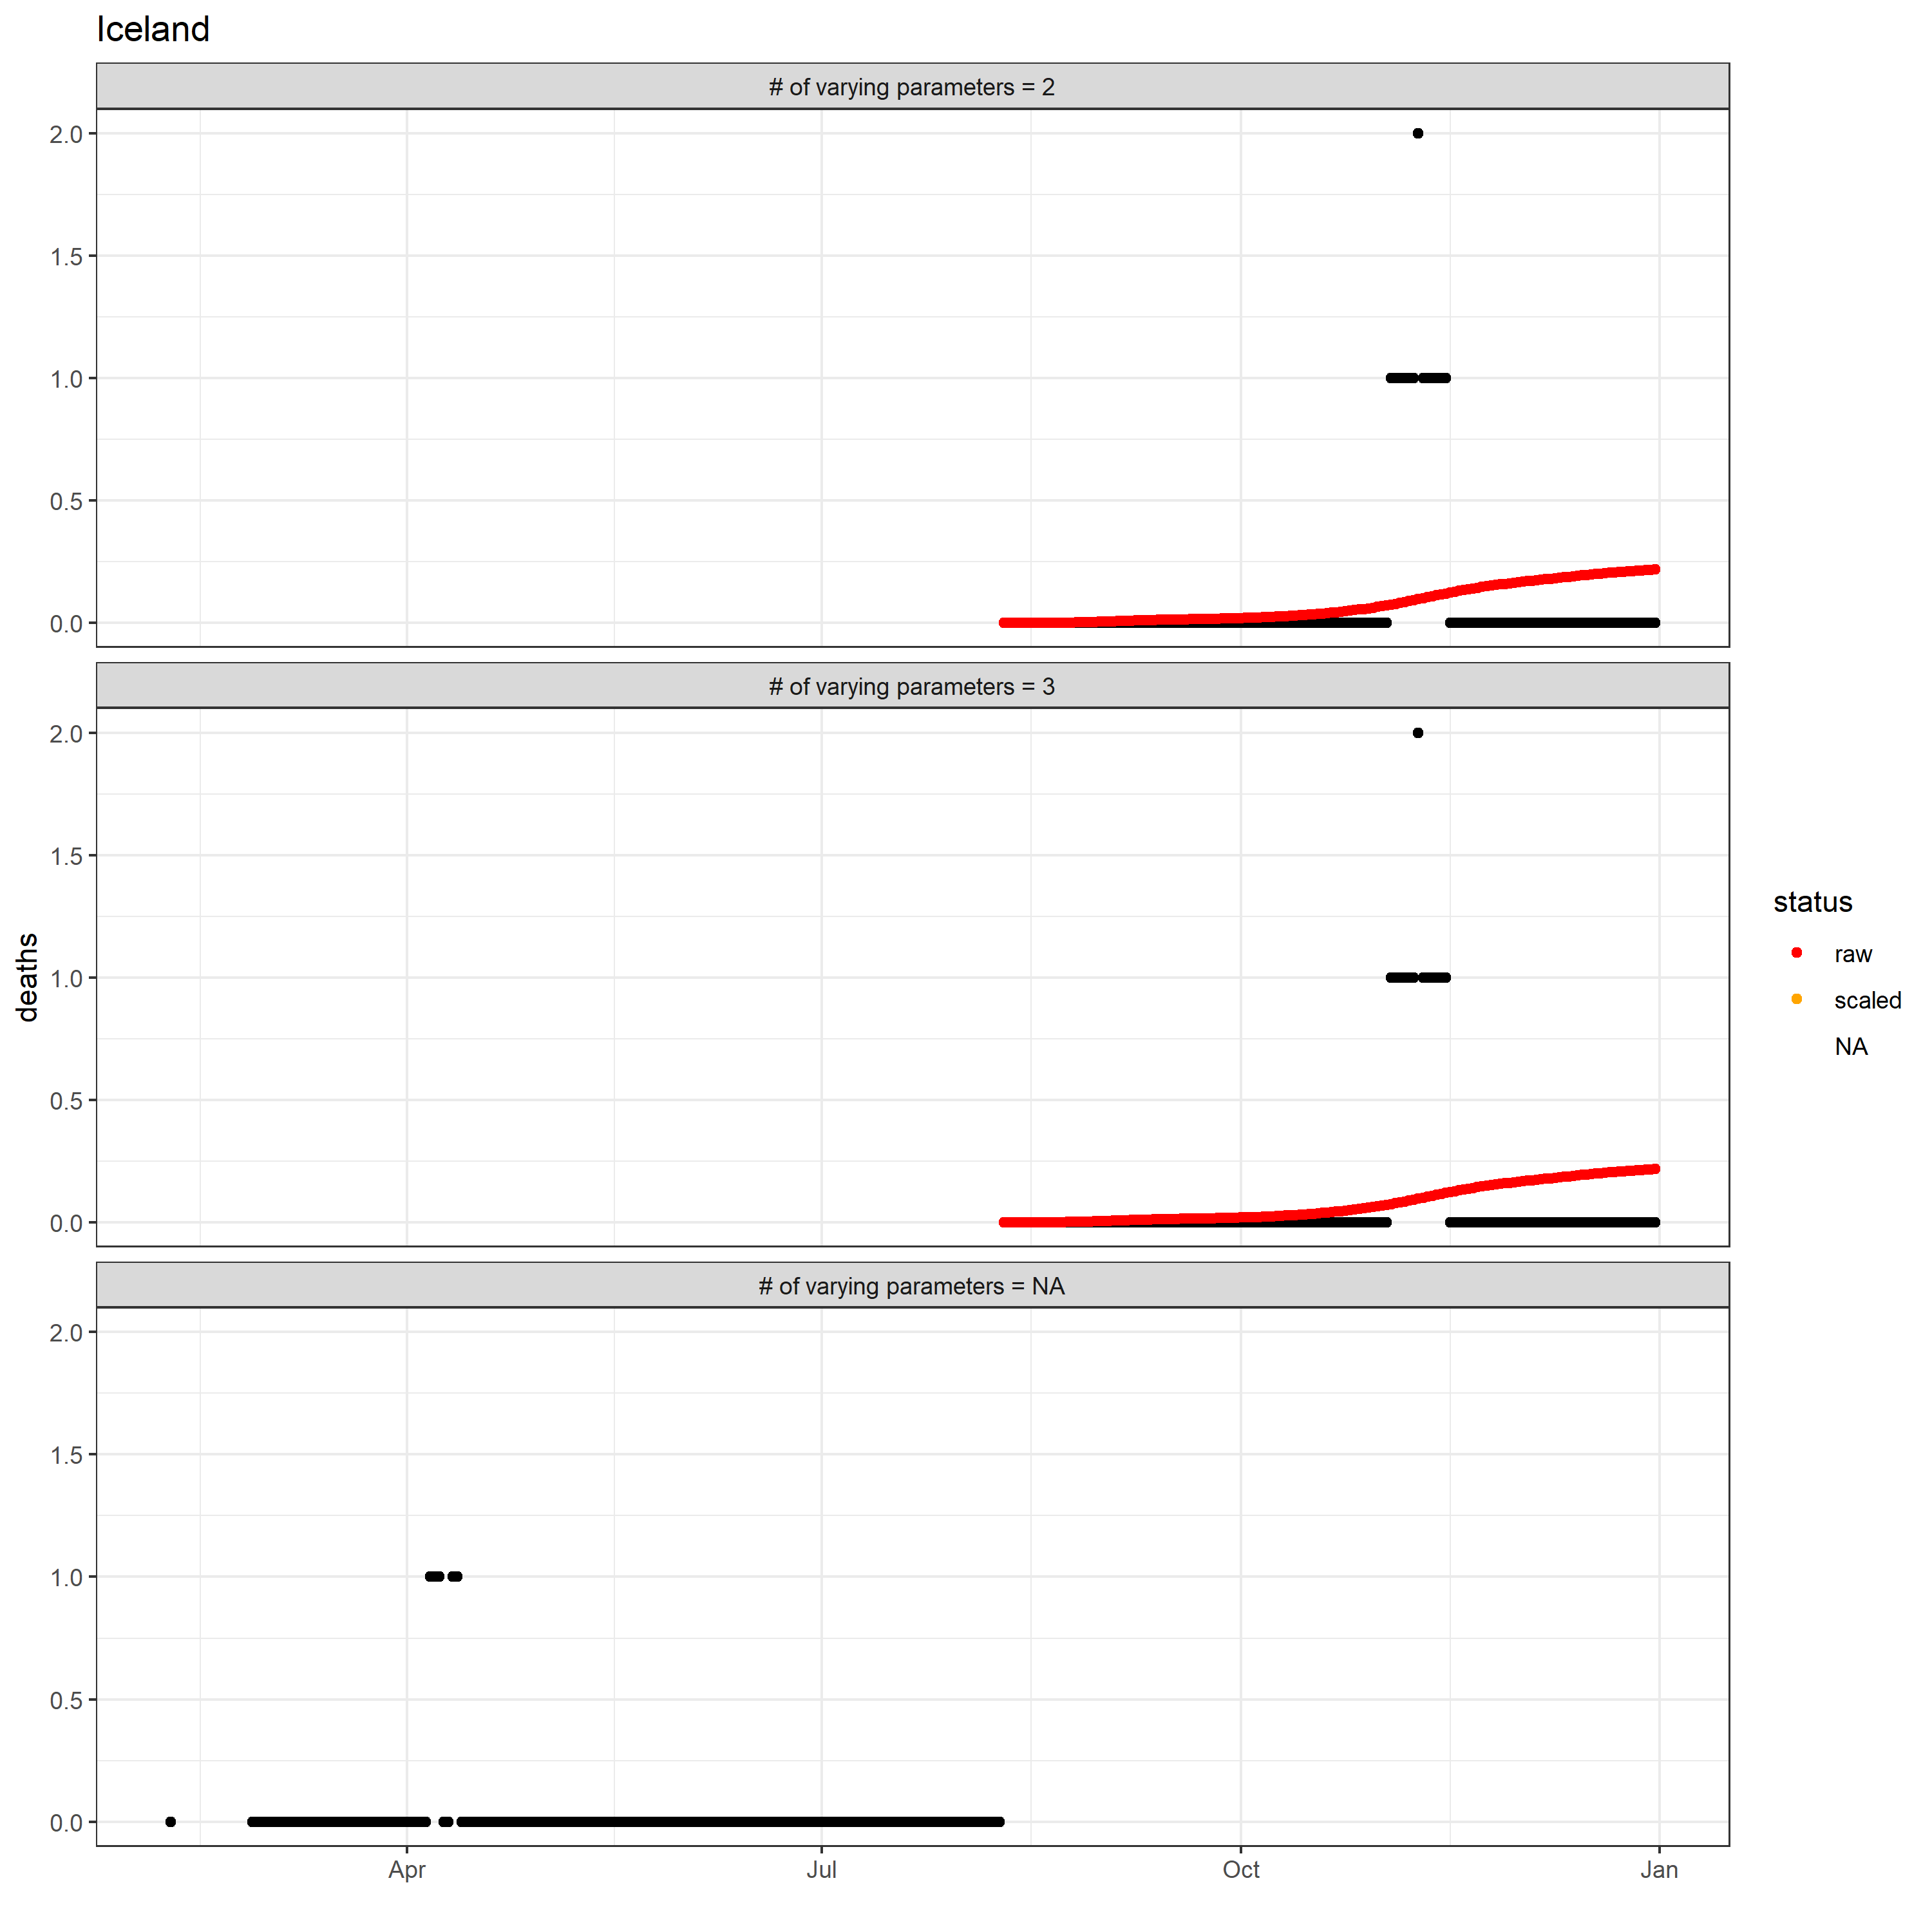 Iceland
# of varying parameters = 2
2.0
1.5
1.0
0.5
0.0
# of varying parameters = 3
2.0
1.5
1.0
0.5
0.0
deaths
# of varying parameters = NA
2.0
1.5
1.0
0.5
0.0
Apr Jul Oct Jan
status
raw
scaled
NA